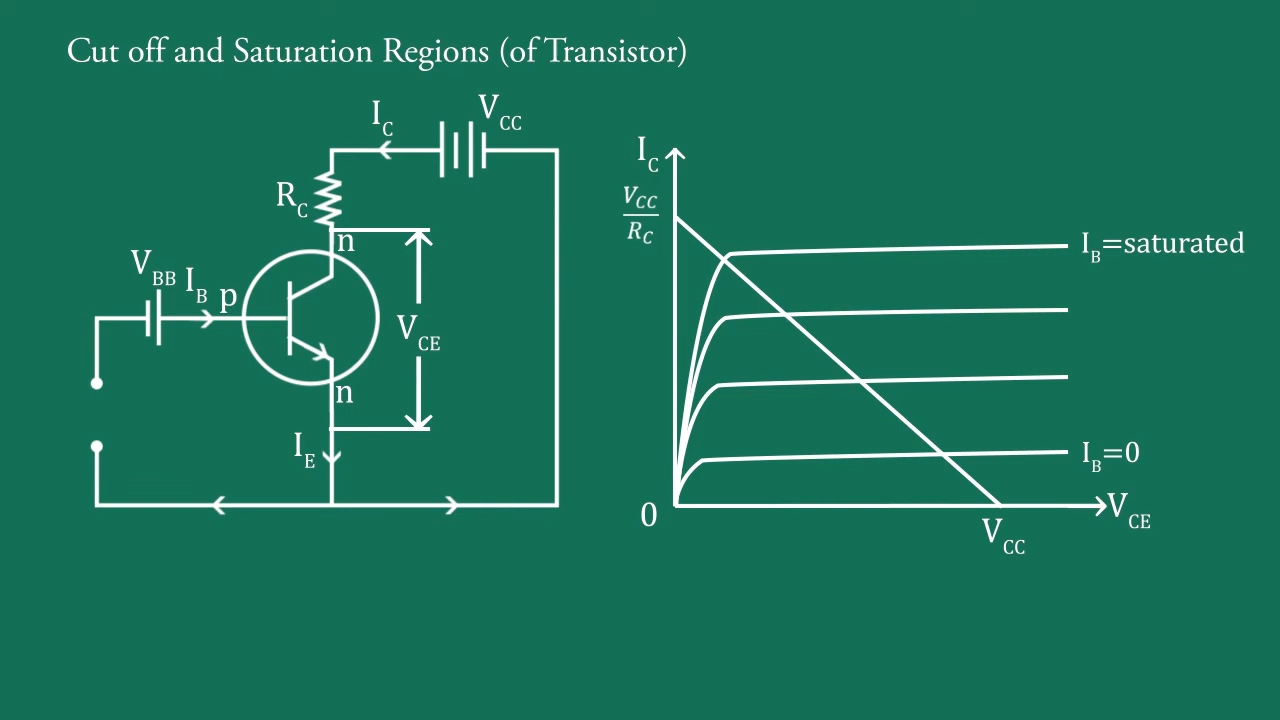 Cut off and Saturation Regions (of Transistor)
I_C
V_CC
R_C
n
V_BB
I_B
p
V_CE
n
I_E
I_C
V_CC
R_C
I_B=saturated
I_B=0
0
V_CE
V_CC